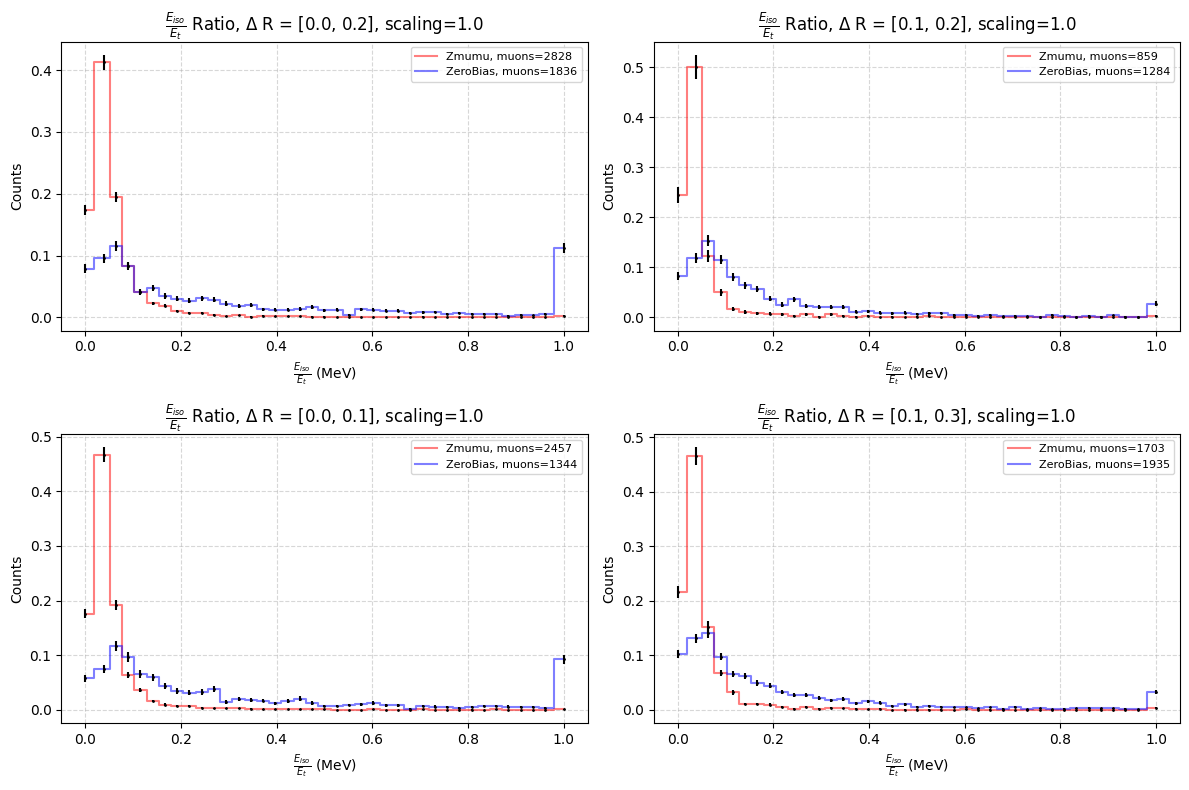 E_iso/E_t Ratio, Δ R = [0.0, 0.2], scaling=1.0
Zmumu, muons=2828
ZeroBias, muons=1836
Counts
0.4
0.3
0.2
0.1
0.0
0.0 0.2 0.4 0.6 0.8 1.0
E_iso/E_t (MeV)
E_iso/E_t Ratio, Δ R = [0.1, 0.2], scaling=1.0
Zmumu, muons=859
ZeroBias, muons=1284
Counts
0.5
0.4
0.3
0.2
0.1
0.0
0.0 0.2 0.4 0.6 0.8 1.0
E_iso/E_t (MeV)
E_iso/E_t Ratio, Δ R = [0.0, 0.1], scaling=1.0
Zmumu, muons=2457
ZeroBias, muons=1344
Counts
0.5
0.4
0.3
0.2
0.1
0.0
0.0 0.2 0.4 0.6 0.8 1.0
E_iso/E_t (MeV)
E_iso/E_t Ratio, Δ R = [0.1, 0.3], scaling=1.0
Zmumu, muons=1703
ZeroBias, muons=1935
Counts
0.5
0.4
0.3
0.2
0.1
0.0
0.0 0.2 0.4 0.6 0.8 1.0
E_iso/E_t (MeV)